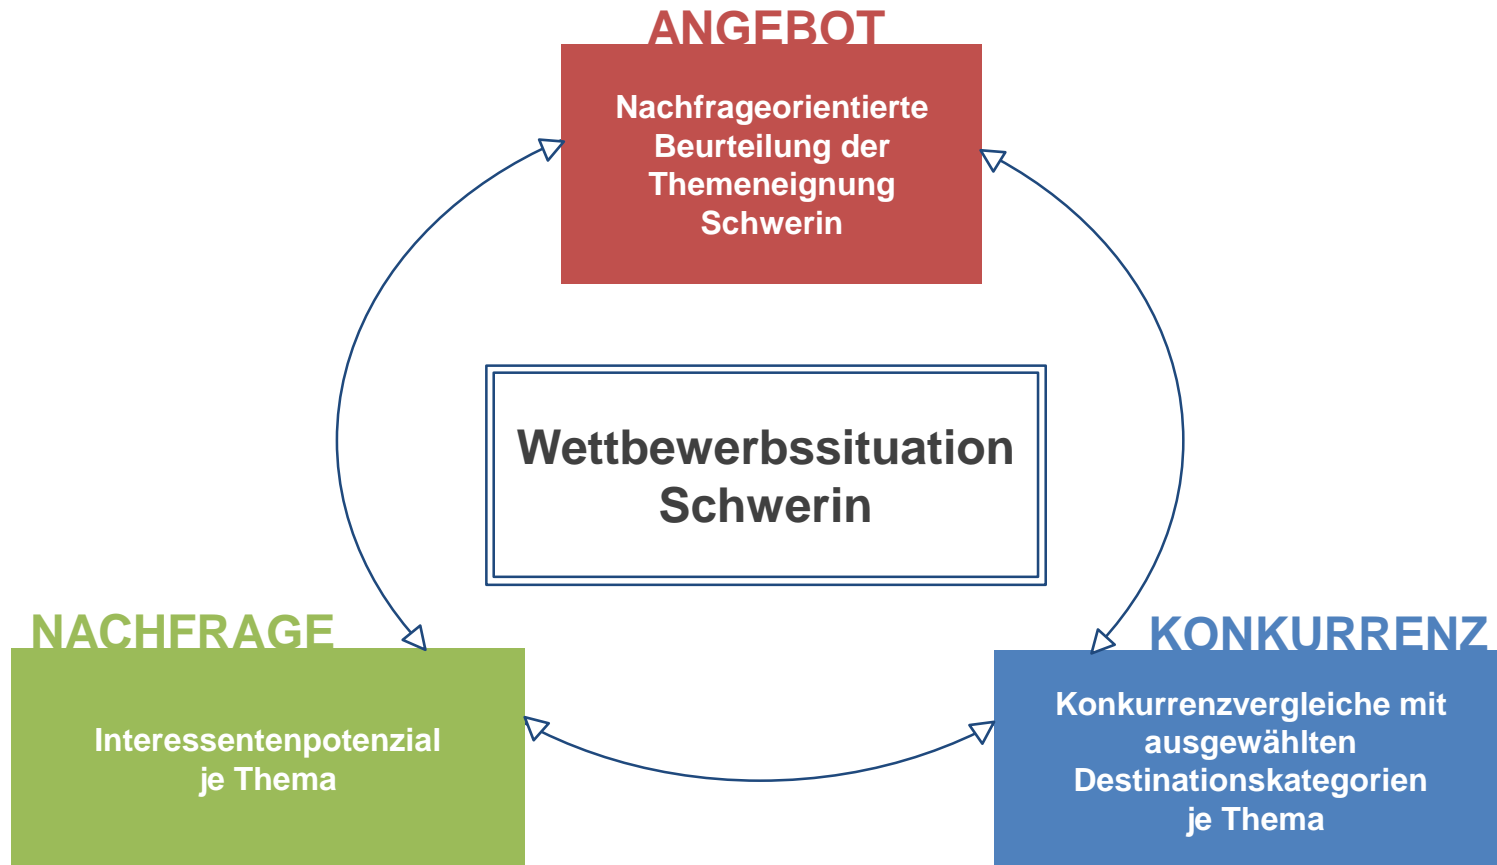 ANGEBOT
Nachfrageorientierte
Beurteilung der
Themeneignung
Schwerin
Wettbewerbssituation
Schwerin
NACHFRAGE
Interessentenpotenzial
je Thema
KONKURRENZ
Konkurrenzvergleiche mit
ausgewählten
Destinationskategorien
je Thema